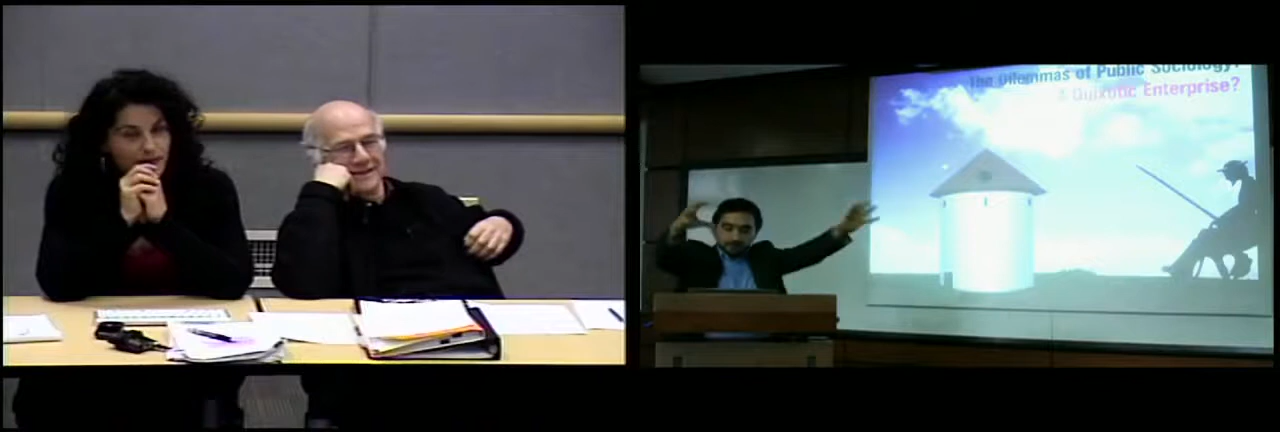 The Dilemmas of Public Sociology:
A Quixotic Enterprise?